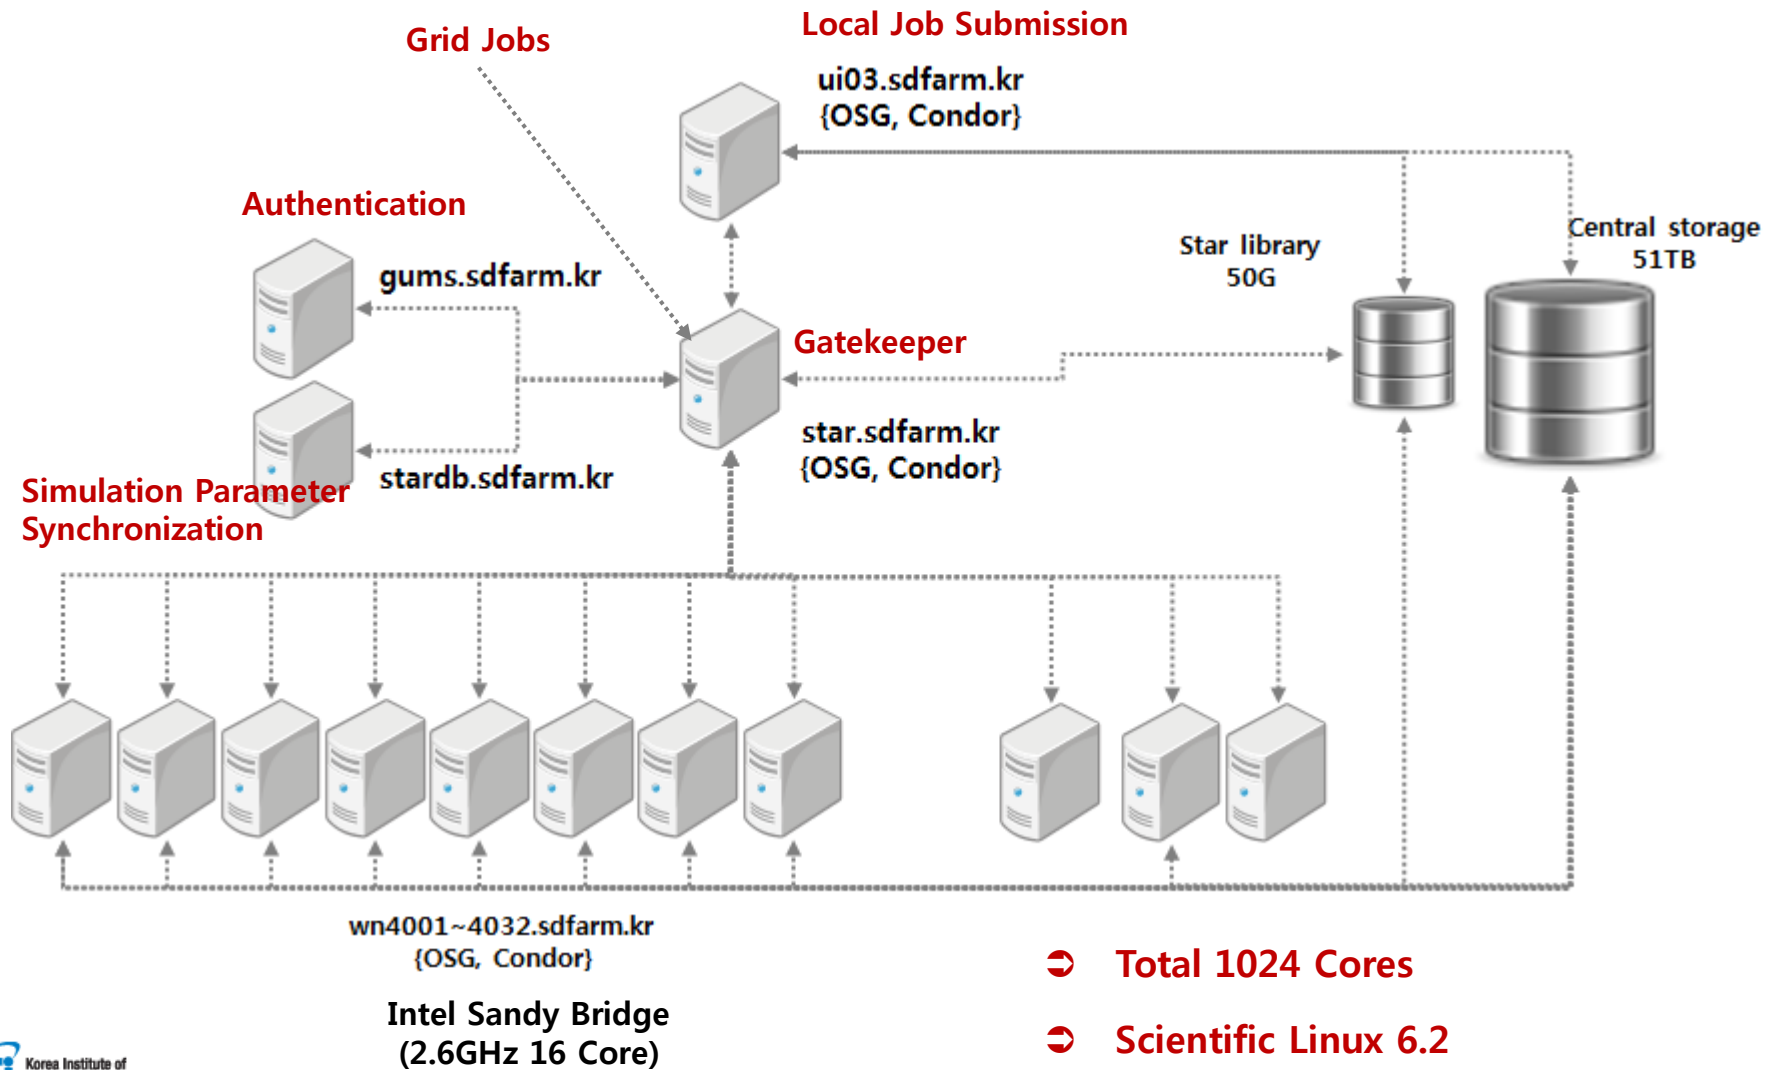 Grid Jobs
Local Job Submission
ui03.sdfarm.kr
{OSG, Condor}
Authentication
gums.sdfarm.kr
Star library
50G
Central storage
51TB
Gatekeeper
star.sdfarm.kr
{OSG, Condor}
stardb.sdfarm.kr
Simulation Parameter
Synchronization
wn4001~4032.sdfarm.kr
{OSG, Condor}
Intel Sandy Bridge
(2.6GHz 16 Core)
➲ Total 1024 Cores
➲ Scientific Linux 6.2
Korea Institute of